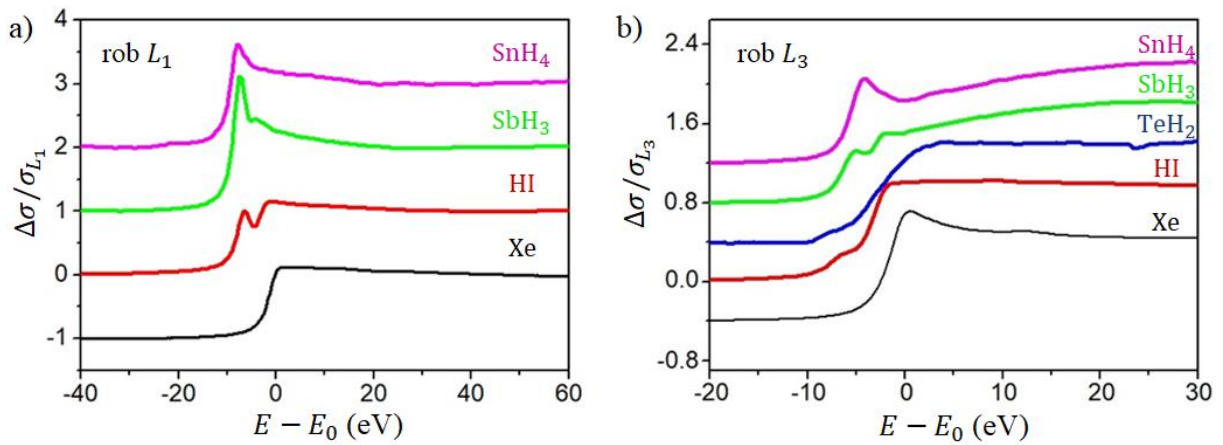 a)
rob L₁
SnH₄
SbH₃
HI
Xe
Δσ/σ_L₁
4
3
2
1
0
-1
-40
-20
0
20
40
60
E − E₀ (eV)
b)
rob L₃
SnH₄
SbH₃
TeH₂
HI
Xe
Δσ/σ_L₃
2.4
1.6
0.8
0.0
-0.8
-20
-10
0
10
20
30
E − E₀ (eV)